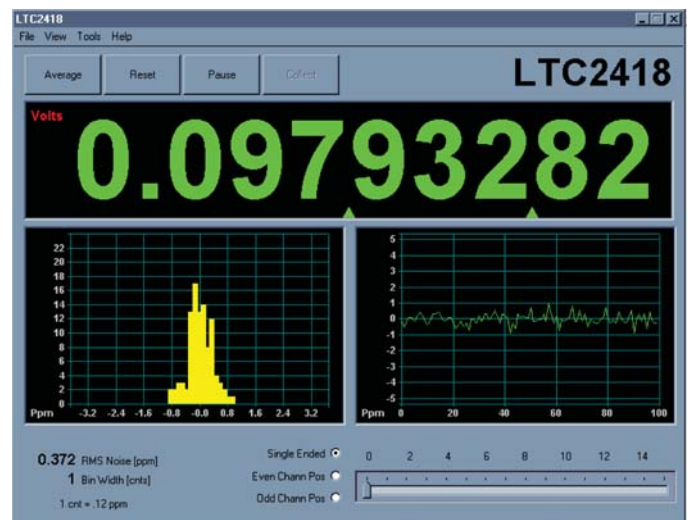 LTC2418
File View Tools Help
Average Reset Pause Collect
LTC2418
Volts
0.09793282
22
20
18
16
14
12
10
8
6
4
2
0
Ppm -3.2 -2.4 -1.6 -0.8 -0.0 0.8 1.6 2.4 3.2
5
4
3
2
1
0
-1
-2
-3
-4
-5
Ppm 0 20 40 60 80 100
0.372 RMS Noise [ppm]
1 Bin Width [cnts]
1 cnt = .12 ppm
Single Ended
Even Chann Pos
Odd Chann Pos
0 2 4 6 8 10 12 14